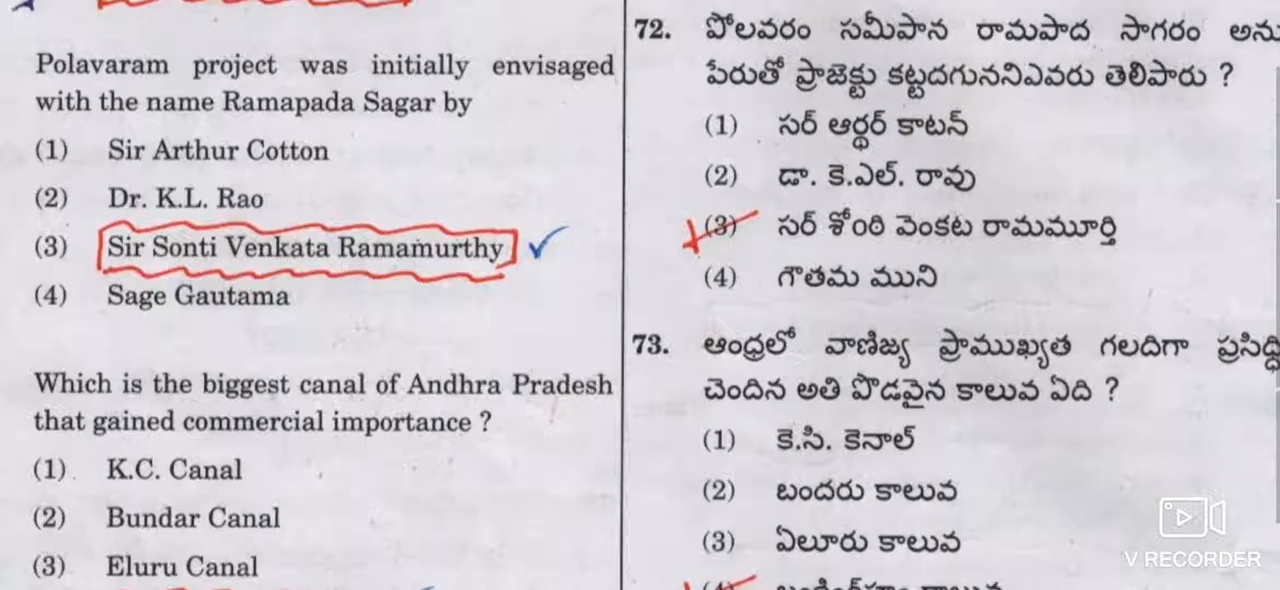 Polavaram project was initially envisaged
with the name Ramapada Sagar by
(1) Sir Arthur Cotton
(2) Dr. K.L. Rao
(3) Sir Sonti Venkata Ramamurthy
(4) Sage Gautama
Which is the biggest canal of Andhra Pradesh
that gained commercial importance ?
(1) K.C. Canal
(2) Bundar Canal
(3) Eluru Canal
72. పోలవరం సమీపాన రామపాద సాగరం అను
పేరుతో ప్రాజెక్టు కట్టదగుననిఎవరు తెలిపారు ?
(1) సర్ ఆర్థర్ కాటన్
(2) డా. కె.ఎల్. రావు
(3) సర్ శోంఠి వెంకట రామమూర్తి
(4) గౌతమ ముని
73. ఆంధ్రలో వాణిజ్య ప్రాముఖ్యత గలదిగా ప్రసిద్ధి
చెందిన అతి పొడవైన కాలువ ఏది ?
(1) కె.సి. కెనాల్
(2) బందరు కాలువ
(3) ఏలూరు కాలువ
(4) కాలువ
V RECORDER